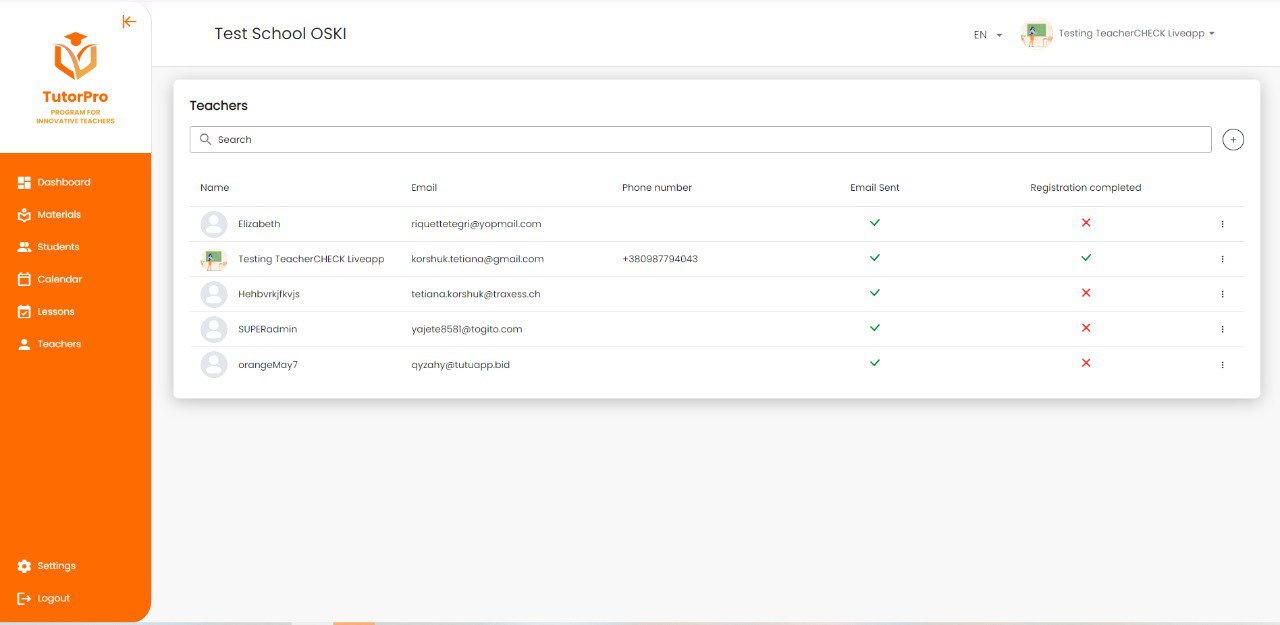 Test School OSKI
EN
Testing TeacherCHECK Liveapp
TutorPro
PROGRAM FOR
INNOVATIVE TEACHERS
Dashboard
Materials
Students
Calendar
Lessons
Teachers
Settings
Logout
Teachers
Search
Name Email Phone number Email Sent Registration completed
Elizabeth riquettetegri@yopmail.com
Testing TeacherCHECK Liveapp korshuk.tetiana@gmail.com +380987794043
Hehbvrkjfkvjs tetiana.korshuk@traxess.ch
SUPERadmin yajete8581@togito.com
orangeMay7 qyzahy@tutuapp.bid